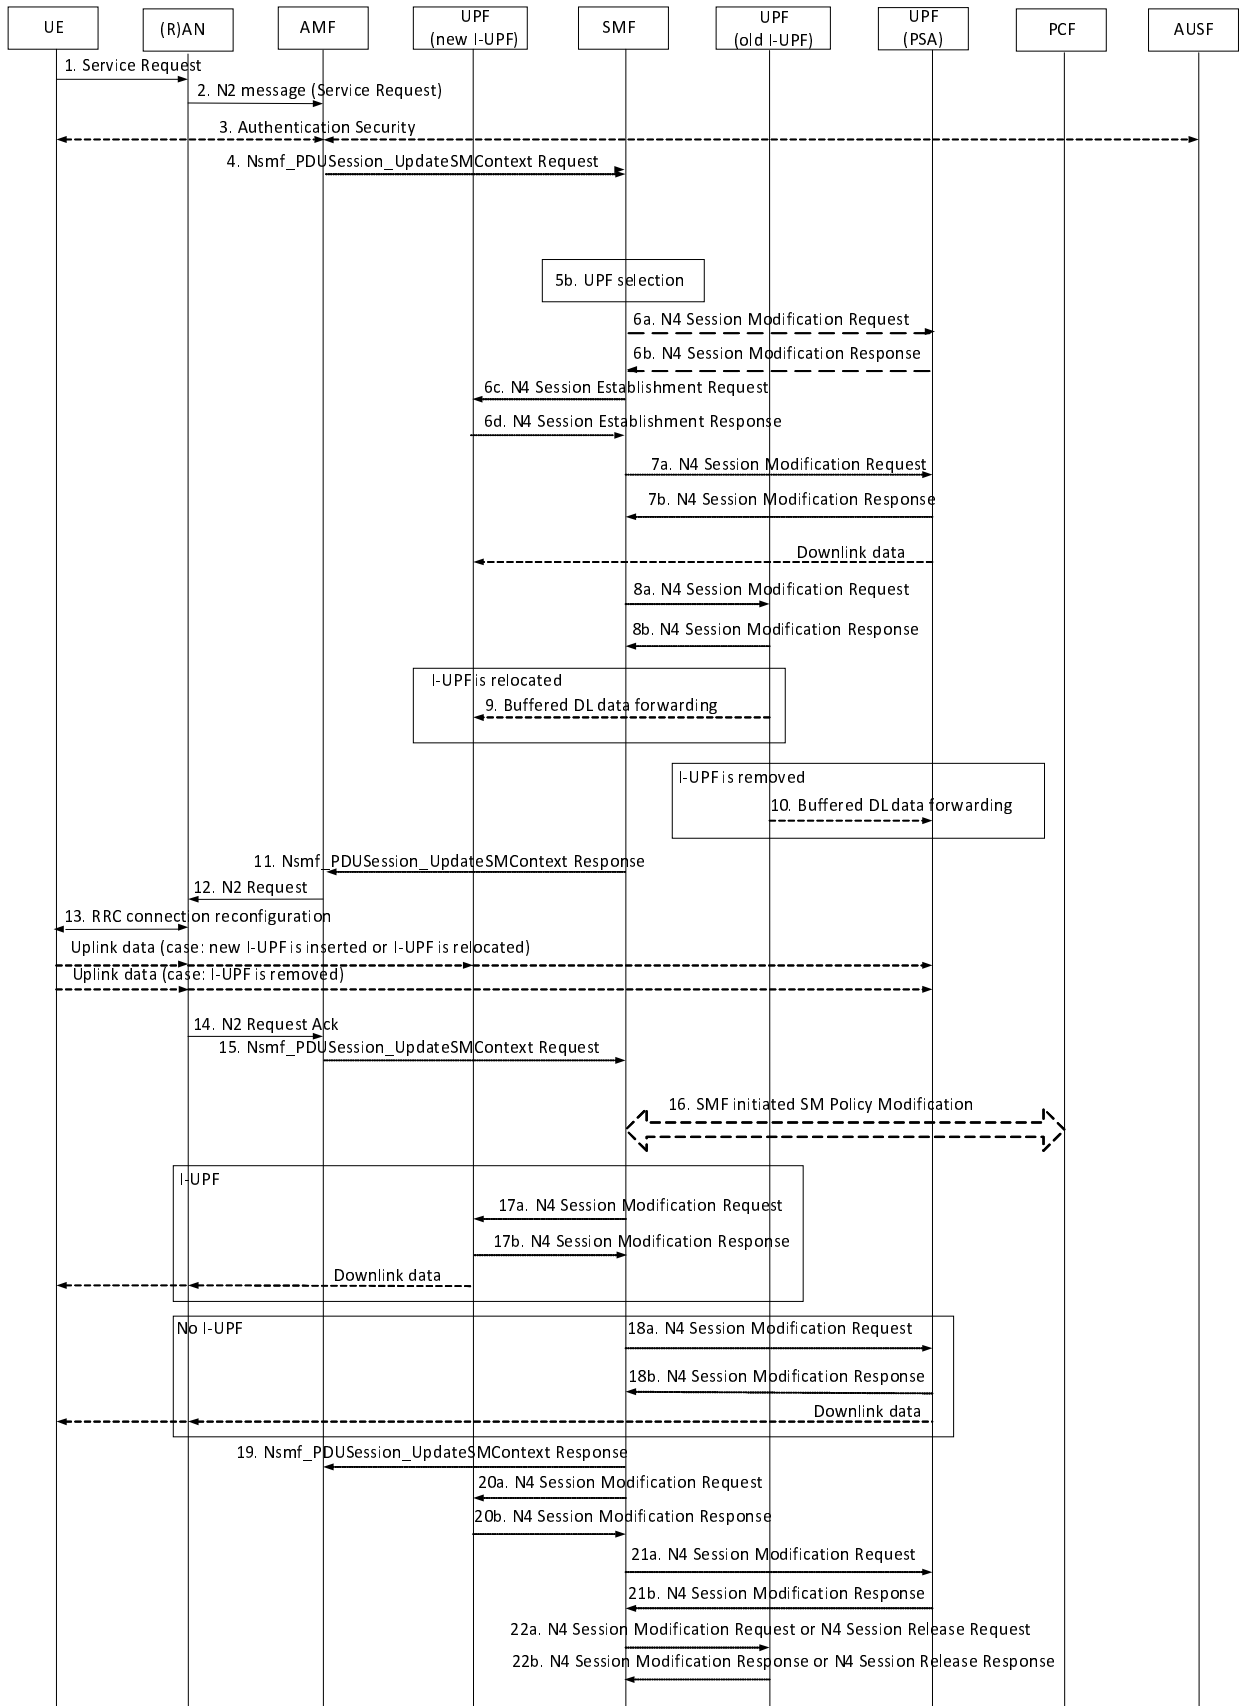 UE
(R)AN
AMF
UPF
(new I-UPF)
SMF
UPF
(old I-UPF)
UPF
(PSA)
PCF
AUSF
1. Service Request
2. N2 message (Service Request)
3. Authentication Security
4. Nsmf_PDUSession_UpdateSMContext Request
5b. UPF selection
6a. N4 Session Modification Request
6b. N4 Session Modification Response
6c. N4 Session Establishment Request
6d. N4 Session Establishment Response
7a. N4 Session Modification Request
7b. N4 Session Modification Response
Downlink data
8a. N4 Session Modification Request
8b. N4 Session Modification Response
I-UPF is relocated
9. Buffered DL data forwarding
I-UPF is removed
10. Buffered DL data forwarding
11. Nsmf_PDUSession_UpdateSMContext Response
12. N2 Request
13. RRC connection reconfiguration
Uplink data (case: new I-UPF is inserted or I-UPF is relocated)
Uplink data (case: I-UPF is removed)
14. N2 Request Ack
15. Nsmf_PDUSession_UpdateSMContext Request
16. SMF initiated SM Policy Modification
I-UPF
17a. N4 Session Modification Request
17b. N4 Session Modification Response
Downlink data
No I-UPF
18a. N4 Session Modification Request
18b. N4 Session Modification Response
Downlink data
19. Nsmf_PDUSession_UpdateSMContext Response
20a. N4 Session Modification Request
20b. N4 Session Modification Response
21a. N4 Session Modification Request
21b. N4 Session Modification Response
22a. N4 Session Modification Request or N4 Session Release Request
22b. N4 Session Modification Response or N4 Session Release Response